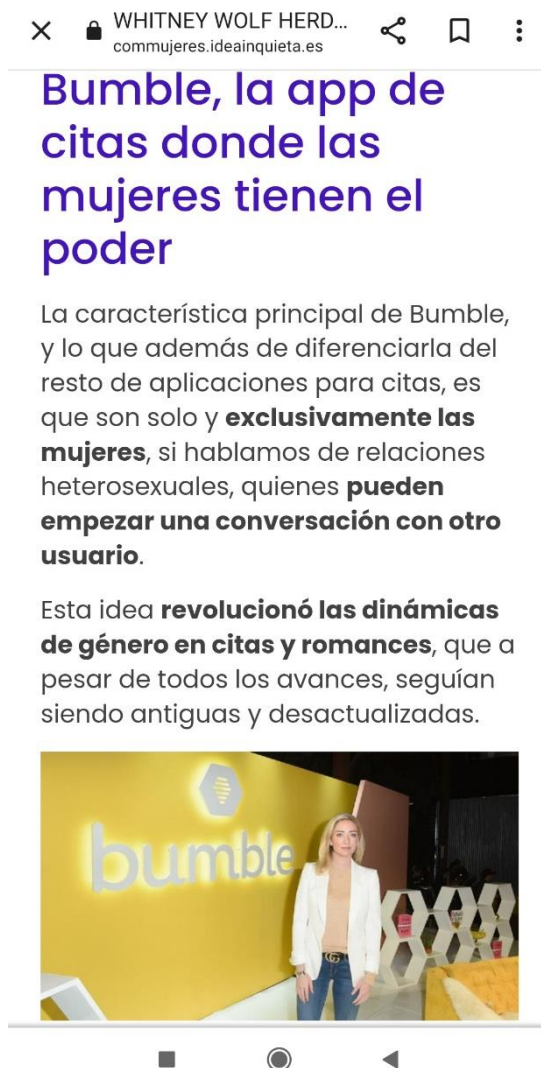 WHITNEY WOLF HERD...
commujeres.ideainquieta.es
Bumble, la app de
citas donde las
mujeres tienen el
poder
La característica principal de Bumble,
y lo que además de diferenciarla del
resto de aplicaciones para citas, es
que son solo y exclusivamente las
mujeres, si hablamos de relaciones
heterosexuales, quienes pueden
empezar una conversación con otro
usuario.
Esta idea revolucionó las dinámicas
de género en citas y romances, que a
pesar de todos los avances, seguían
siendo antiguas y desactualizadas.
bumble